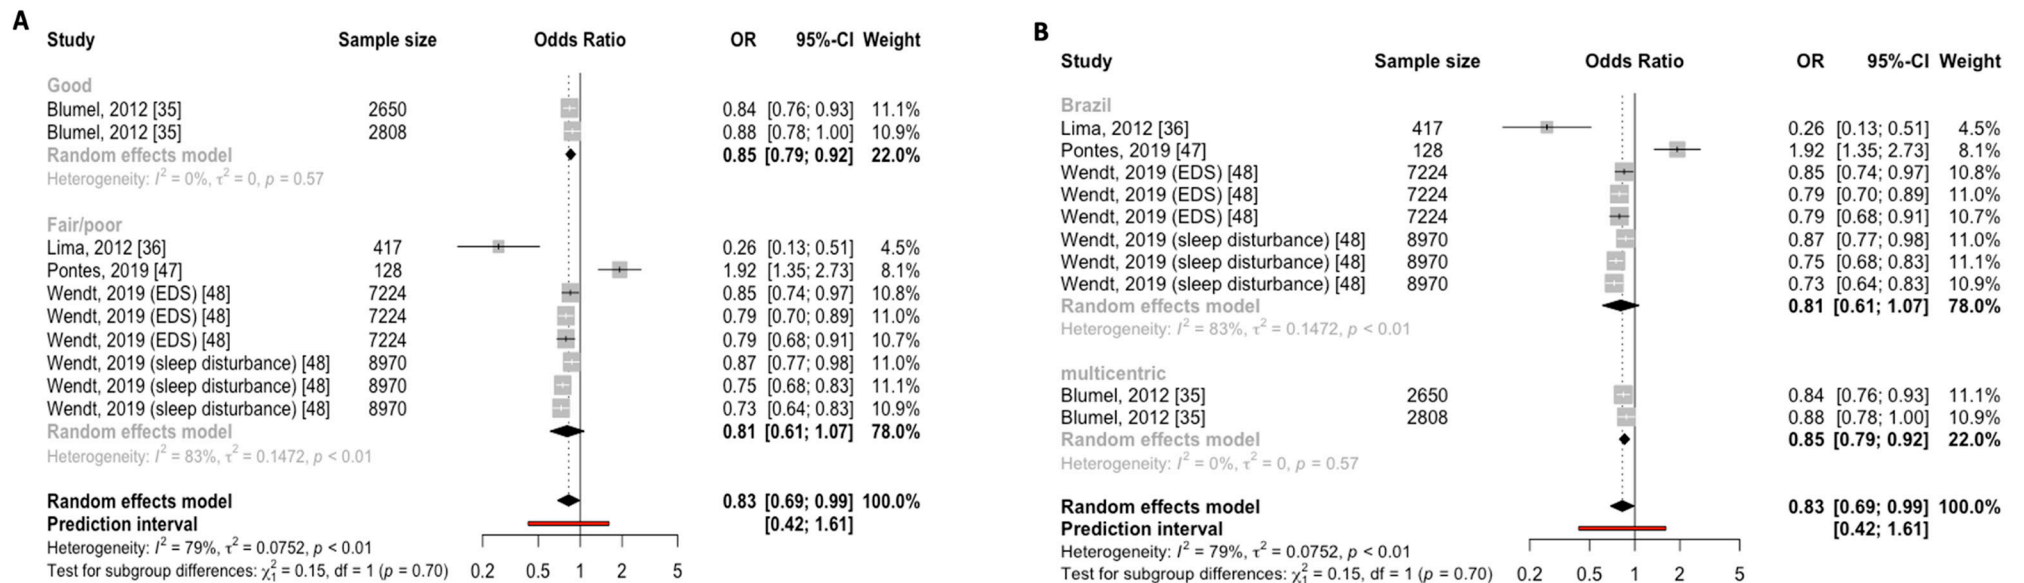 A
Study Sample size Odds Ratio OR 95%-CI Weight
Good
Blumel, 2012 [35] 2650 0.84 [0.76; 0.93] 11.1%
Blumel, 2012 [35] 2808 0.88 [0.78; 1.00] 10.9%
Random effects model 0.85 [0.79; 0.92] 22.0%
Heterogeneity: I² = 0%, τ² = 0, p = 0.57
Fair/poor
Lima, 2012 [36] 417 0.26 [0.13; 0.51] 4.5%
Pontes, 2019 [47] 128 1.92 [1.35; 2.73] 8.1%
Wendt, 2019 (EDS) [48] 7224 0.85 [0.74; 0.97] 10.8%
Wendt, 2019 (EDS) [48] 7224 0.79 [0.70; 0.89] 11.0%
Wendt, 2019 (EDS) [48] 7224 0.79 [0.68; 0.91] 10.7%
Wendt, 2019 (sleep disturbance) [48] 8970 0.87 [0.77; 0.98] 11.0%
Wendt, 2019 (sleep disturbance) [48] 8970 0.75 [0.68; 0.83] 11.1%
Wendt, 2019 (sleep disturbance) [48] 8970 0.73 [0.64; 0.83] 10.9%
Random effects model 0.81 [0.61; 1.07] 78.0%
Heterogeneity: I² = 83%, τ² = 0.1472, p < 0.01
Random effects model 0.83 [0.69; 0.99] 100.0%
Prediction interval [0.42; 1.61]
Heterogeneity: I² = 79%, τ² = 0.0752, p < 0.01
Test for subgroup differences: χ²₁ = 0.15, df = 1 (p = 0.70) 0.2 0.5 1 2 5
B
Study Sample size Odds Ratio OR 95%-CI Weight
Brazil
Lima, 2012 [36] 417 0.26 [0.13; 0.51] 4.5%
Pontes, 2019 [47] 128 1.92 [1.35; 2.73] 8.1%
Wendt, 2019 (EDS) [48] 7224 0.85 [0.74; 0.97] 10.8%
Wendt, 2019 (EDS) [48] 7224 0.79 [0.70; 0.89] 11.0%
Wendt, 2019 (EDS) [48] 7224 0.79 [0.68; 0.91] 10.7%
Wendt, 2019 (sleep disturbance) [48] 8970 0.87 [0.77; 0.98] 11.0%
Wendt, 2019 (sleep disturbance) [48] 8970 0.75 [0.68; 0.83] 11.1%
Wendt, 2019 (sleep disturbance) [48] 8970 0.73 [0.64; 0.83] 10.9%
Random effects model 0.81 [0.61; 1.07] 78.0%
Heterogeneity: I² = 83%, τ² = 0.1472, p < 0.01
multicentric
Blumel, 2012 [35] 2650 0.84 [0.76; 0.93] 11.1%
Blumel, 2012 [35] 2808 0.88 [0.78; 1.00] 10.9%
Random effects model 0.85 [0.79; 0.92] 22.0%
Heterogeneity: I² = 0%, τ² = 0, p = 0.57
Random effects model 0.83 [0.69; 0.99] 100.0%
Prediction interval [0.42; 1.61]
Heterogeneity: I² = 79%, τ² = 0.0752, p < 0.01
Test for subgroup differences: χ²₁ = 0.15, df = 1 (p = 0.70) 0.2 0.5 1 2 5